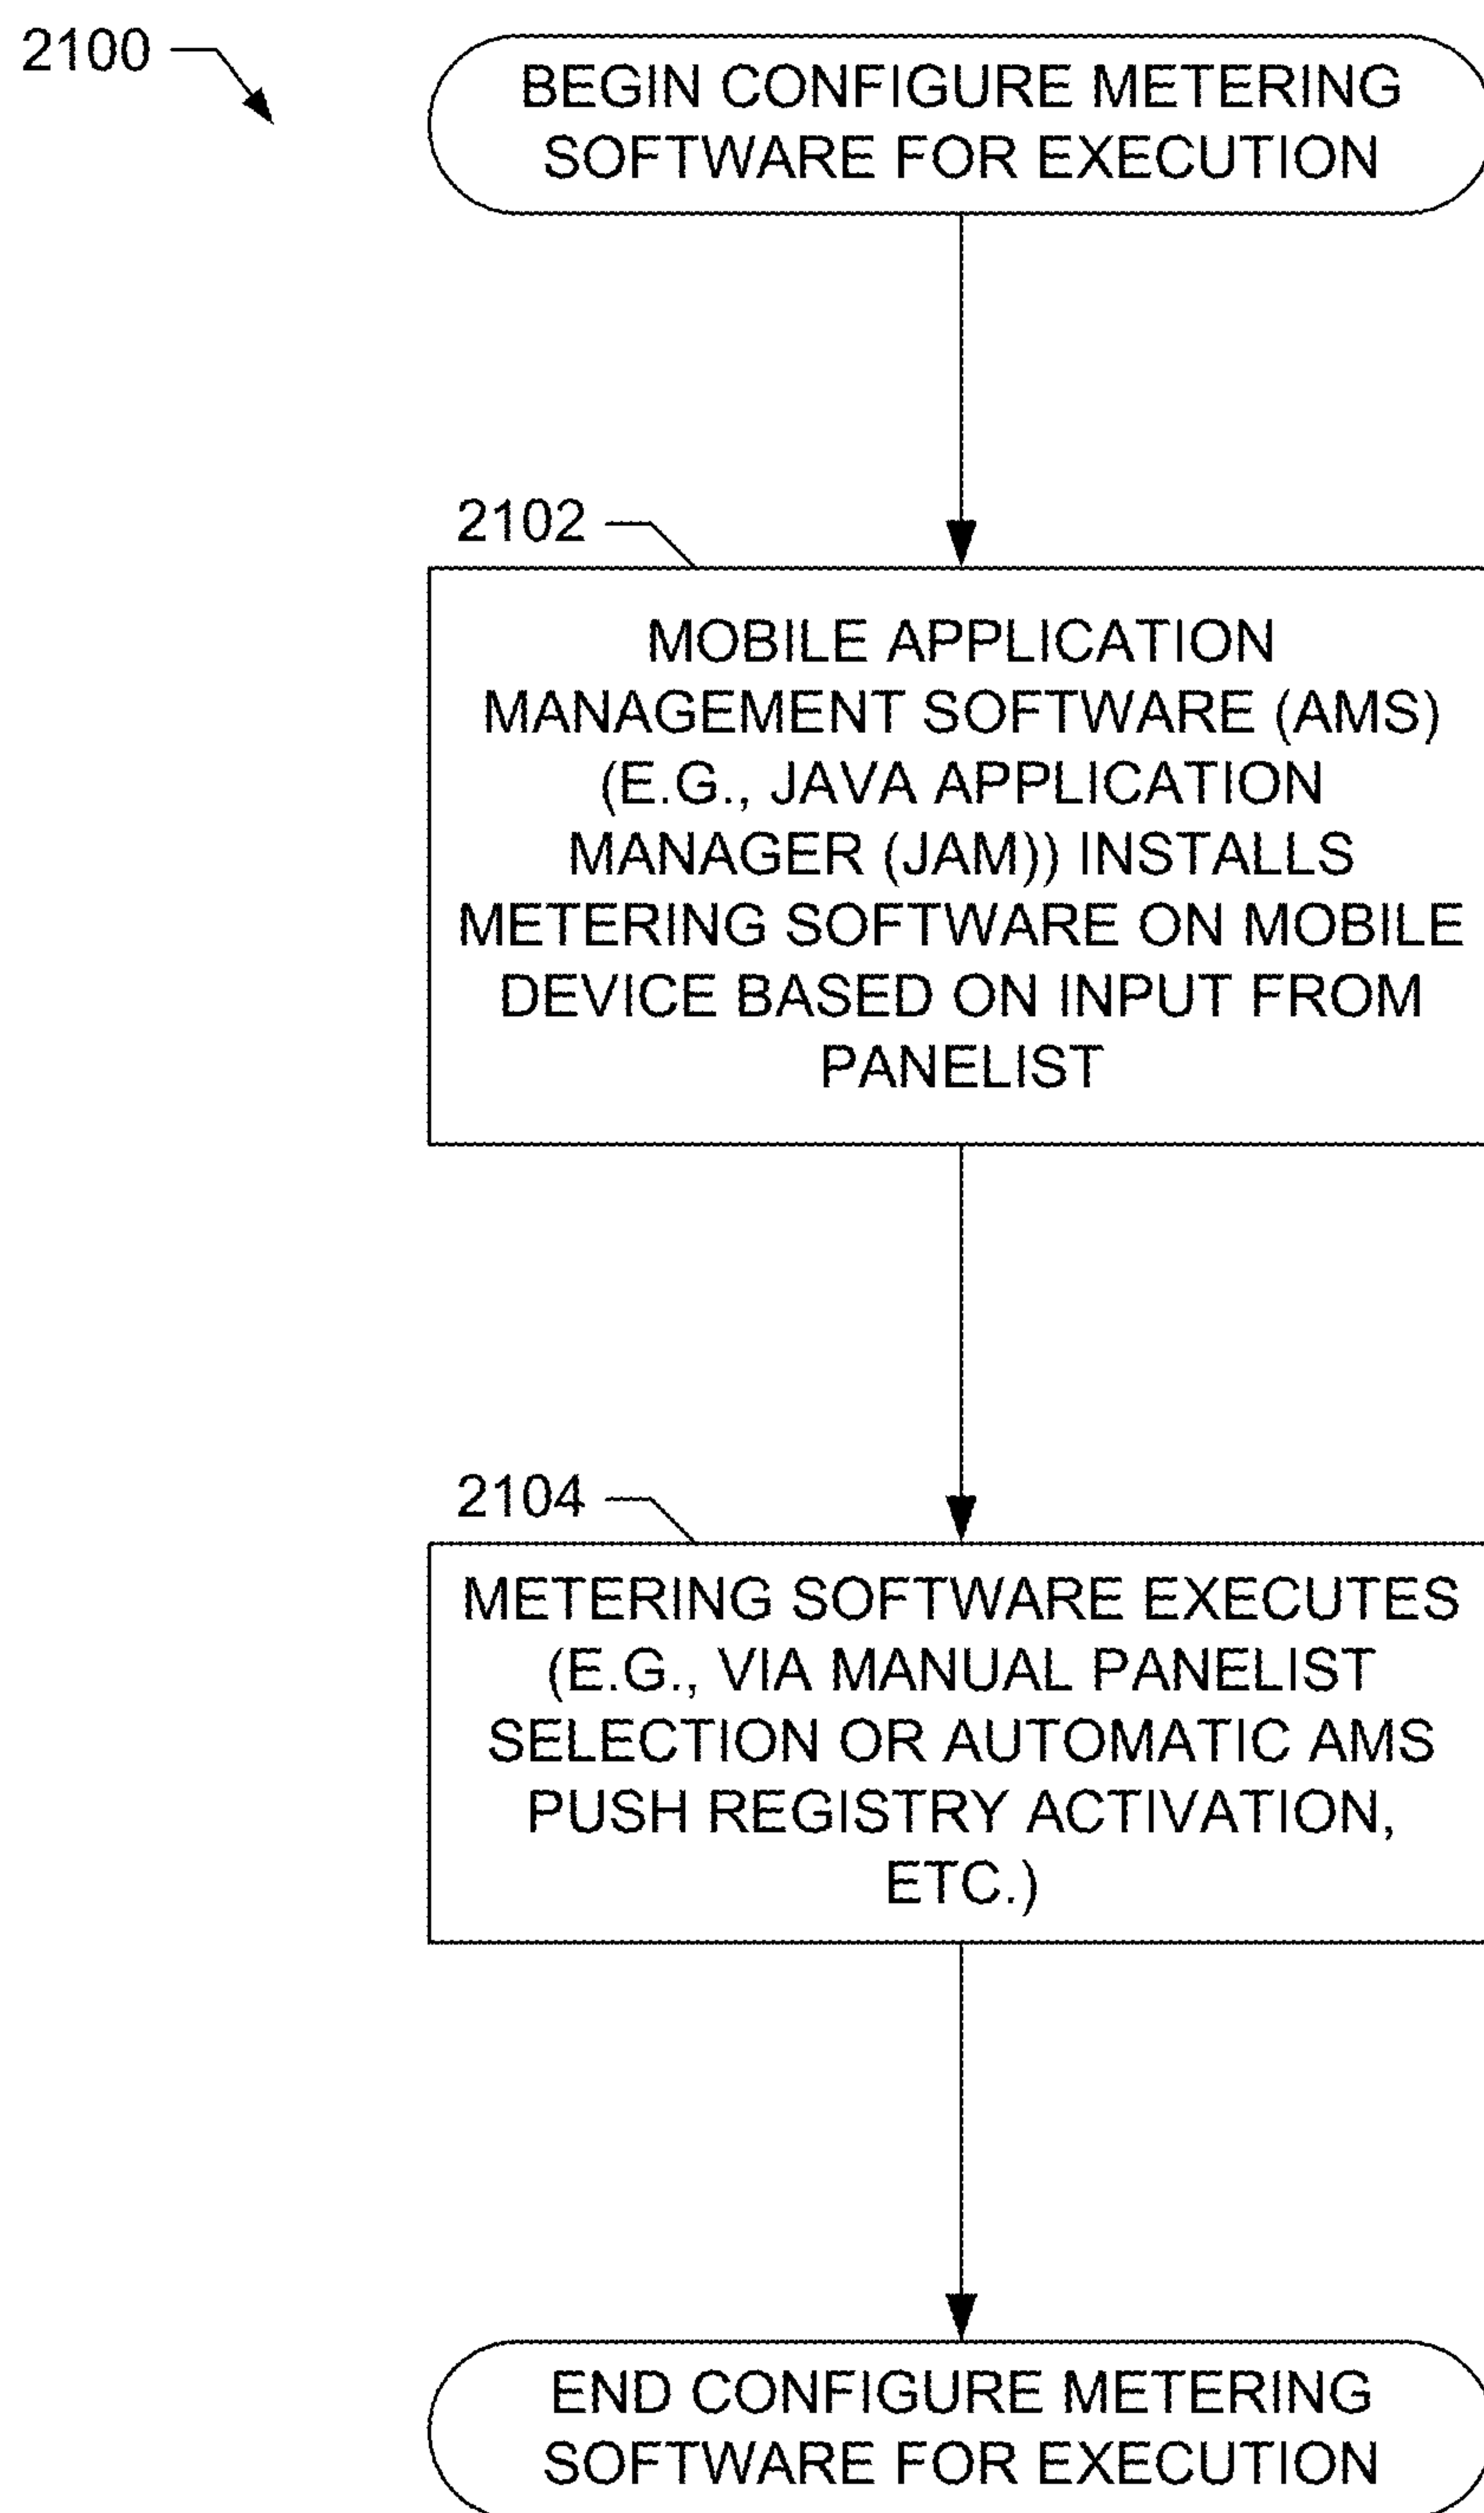 2100
BEGIN CONFIGURE METERING
SOFTWARE FOR EXECUTION
2102
MOBILE APPLICATION
MANAGEMENT SOFTWARE (AMS)
(E.G., JAVA APPLICATION
MANAGER (JAM)) INSTALLS
METERING SOFTWARE ON MOBILE
DEVICE BASED ON INPUT FROM
PANELIST
2104
METERING SOFTWARE EXECUTES
(E.G., VIA MANUAL PANELIST
SELECTION OR AUTOMATIC AMS
PUSH REGISTRY ACTIVATION,
ETC.)
END CONFIGURE METERING
SOFTWARE FOR EXECUTION